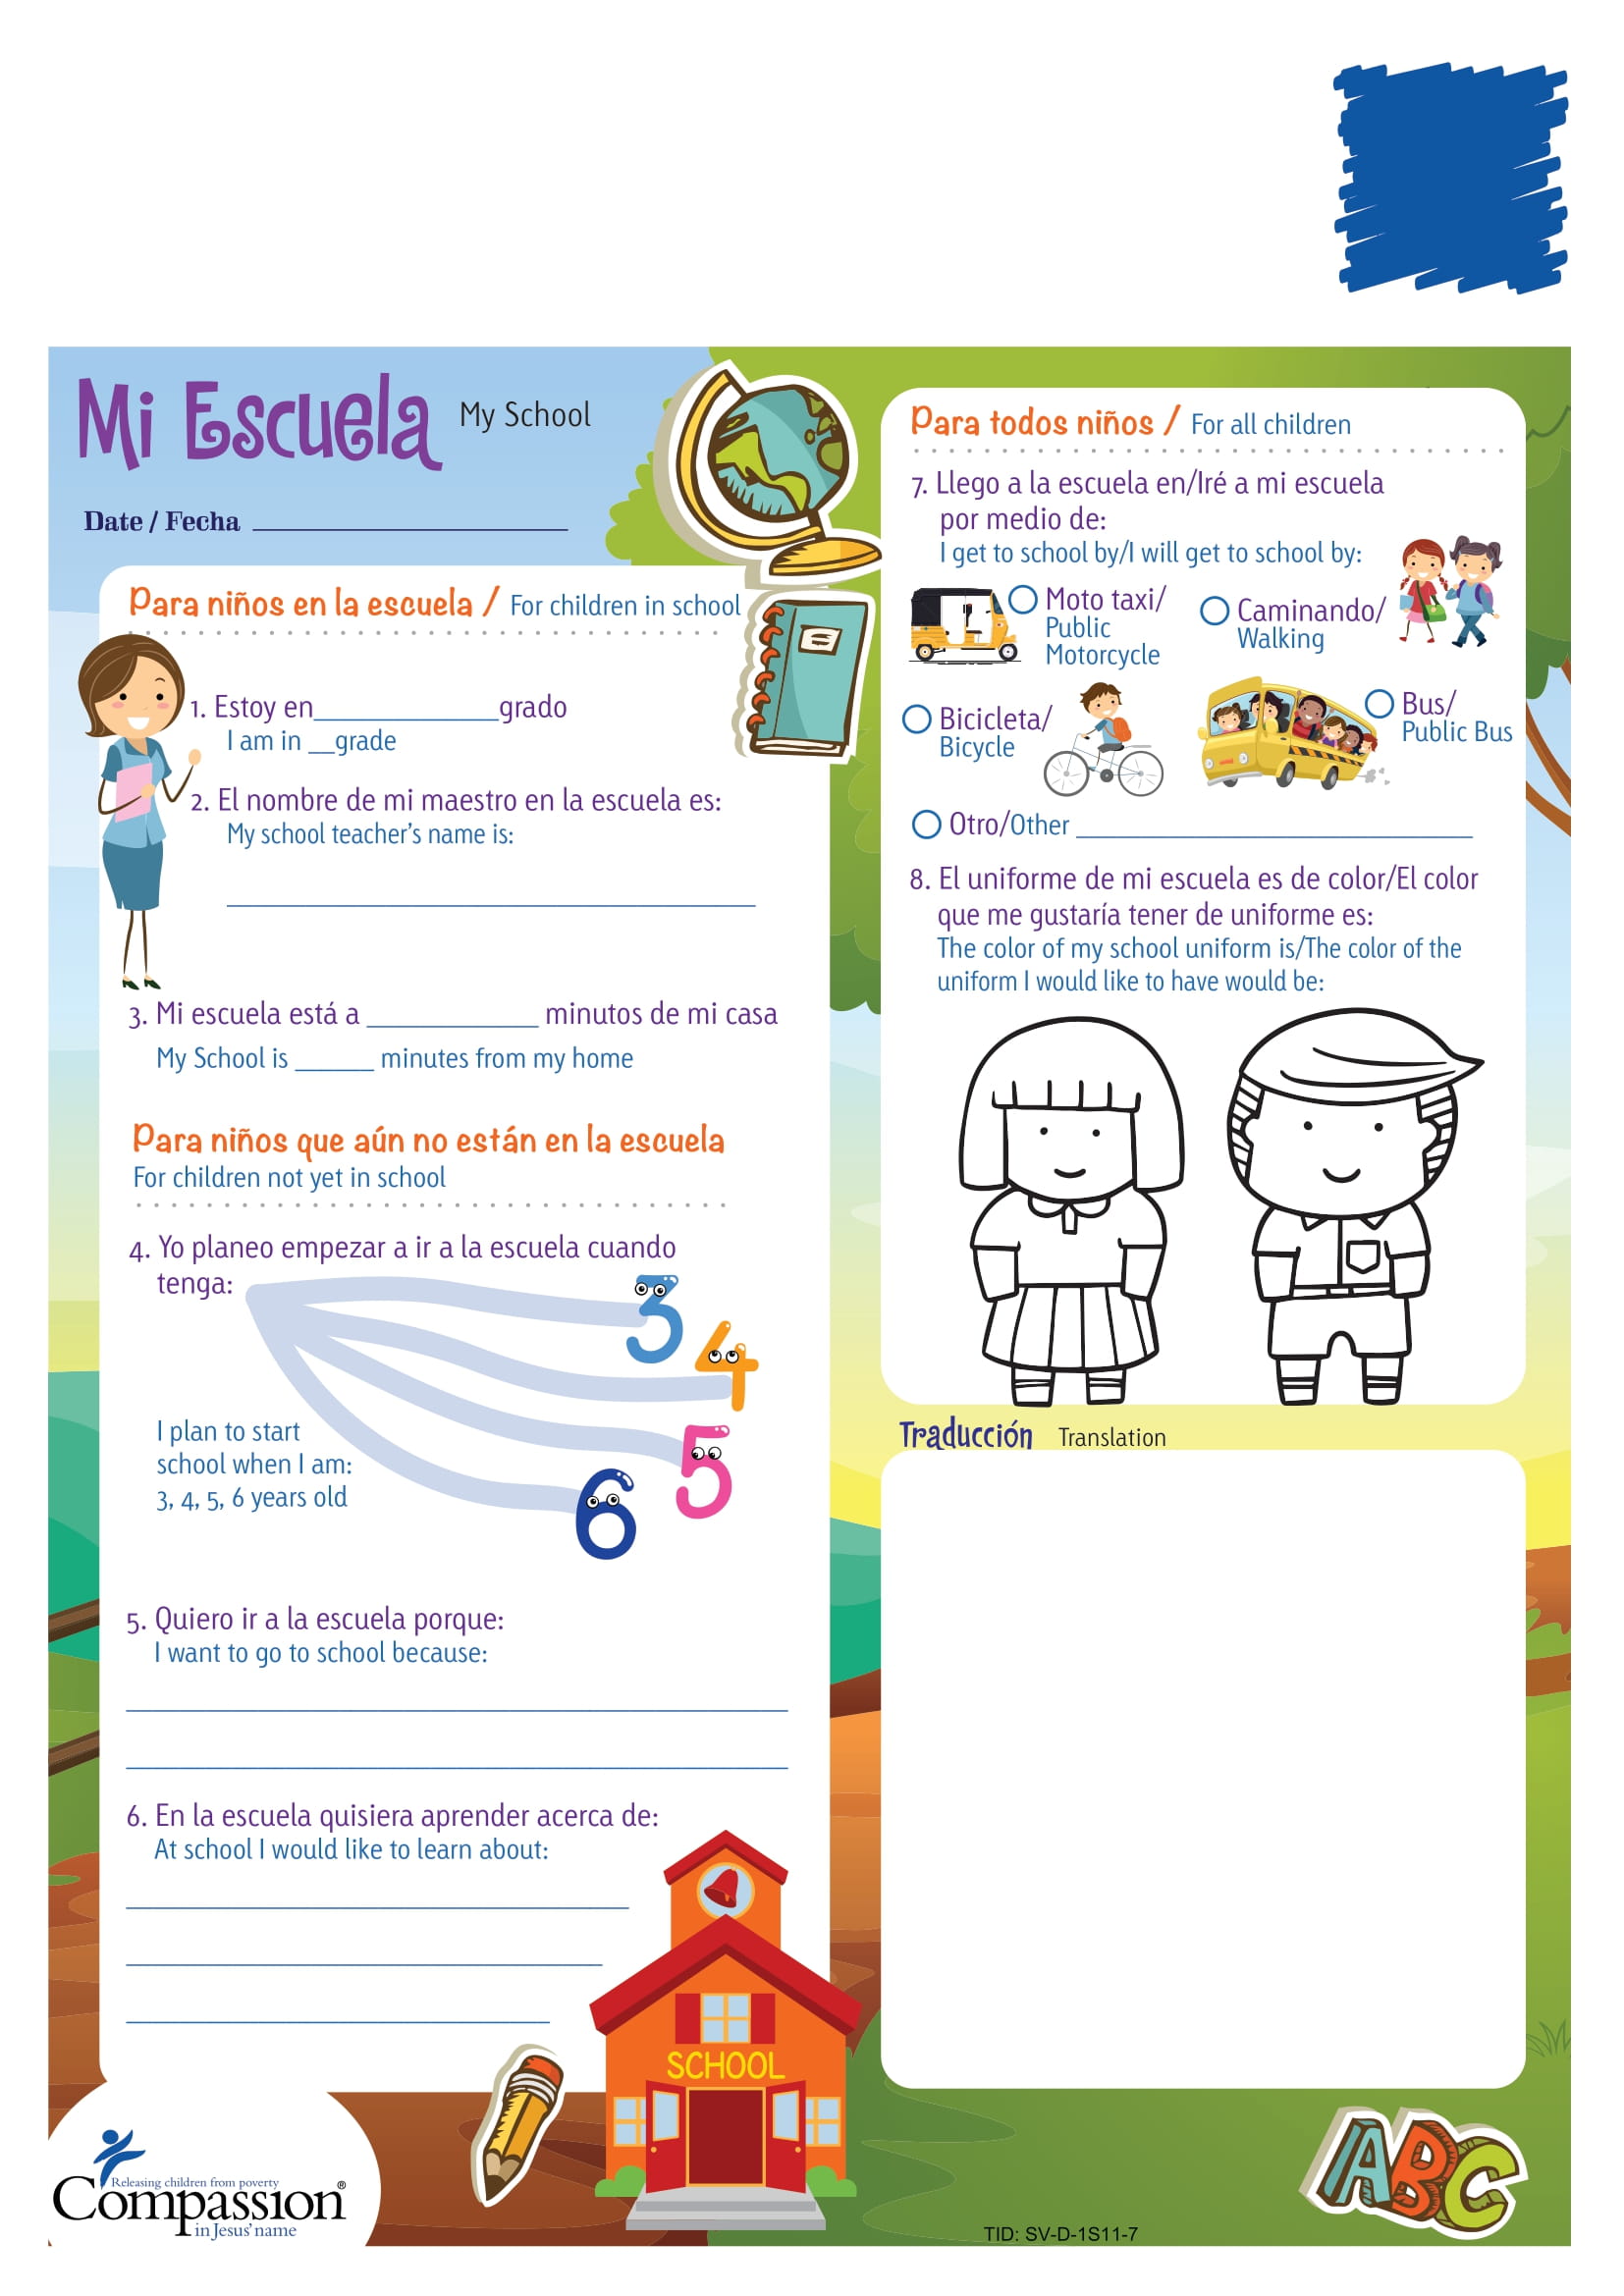 Mi Escuela My School
Date / Fecha ____________________
Para niños en la escuela / For children in school
1. Estoy en______________grado
I am in __grade
2. El nombre de mi maestro en la escuela es:
My school teacher's name is:
3. Mi escuela está a _____________ minutos de mi casa
My School is ______ minutes from my home
Para niños que aún no están en la escuela
For children not yet in school
4. Yo planeo empezar a ir a la escuela cuando
tenga:
3
4
5
6
I plan to start
school when I am:
3, 4, 5, 6 years old
5. Quiero ir a la escuela porque:
I want to go to school because:
6. En la escuela quisiera aprender acerca de:
At school I would like to learn about:
SCHOOL
Releasing children from poverty
Compassion®
in Jesus' name
Para todos niños / For all children
7. Llego a la escuela en/Iré a mi escuela
por medio de:
I get to school by/I will get to school by:
Moto taxi/
Public
Motorcycle
Caminando/
Walking
Bicicleta/
Bicycle
Bus/
Public Bus
Otro/Other ______________________________
8. El uniforme de mi escuela es de color/El color
que me gustaría tener de uniforme es:
The color of my school uniform is/The color of the
uniform I would like to have would be:
Traducción Translation
ABC
TID: SV-D-1S11-7